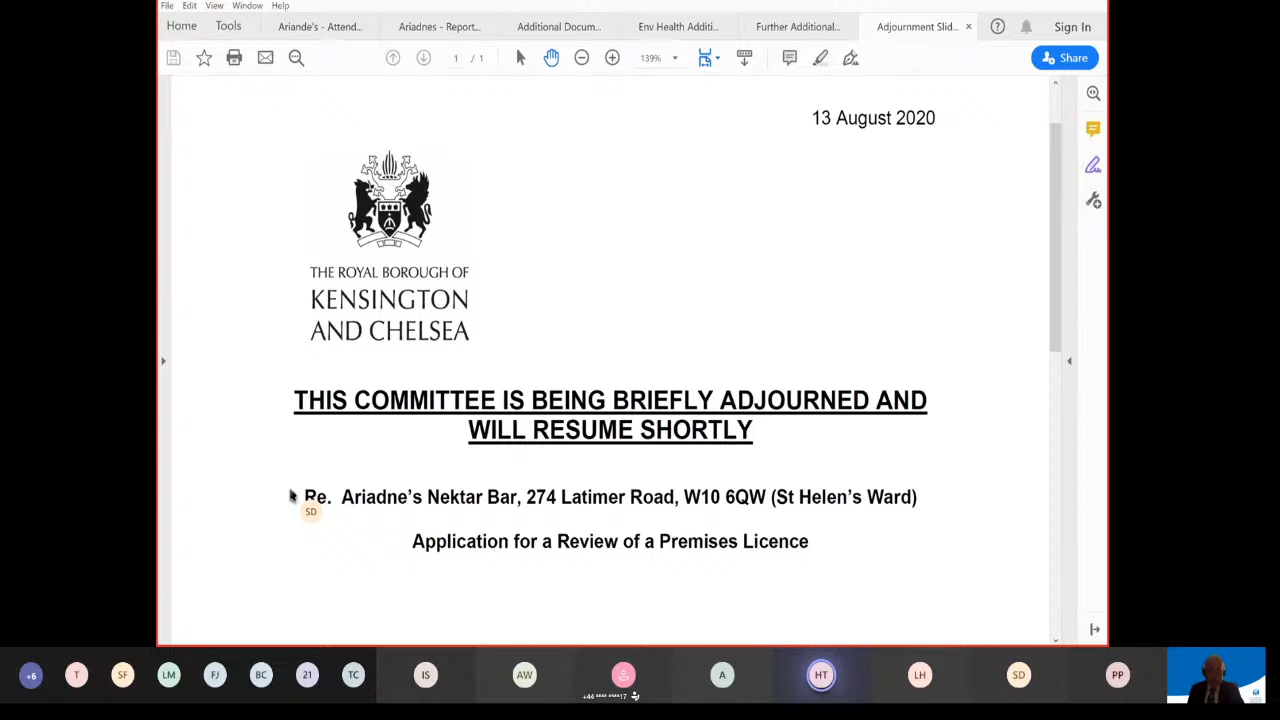 File Edit View Window Help
Home Tools Ariande's - Attend... Ariadnes - Report... Additional Docum... Env Health Additi... Further Additional... Adjournment Slid... × ? Sign In
1 / 1 139% Share
13 August 2020
THE ROYAL BOROUGH OF
KENSINGTON
AND CHELSEA
THIS COMMITTEE IS BEING BRIEFLY ADJOURNED AND
WILL RESUME SHORTLY
Re. Ariadne's Nektar Bar, 274 Latimer Road, W10 6QW (St Helen's Ward)
SD
Application for a Review of a Premises Licence
+6 T SF LM FJ BC 21 TC IS AW A HT LH SD PP
+44 **** ****17